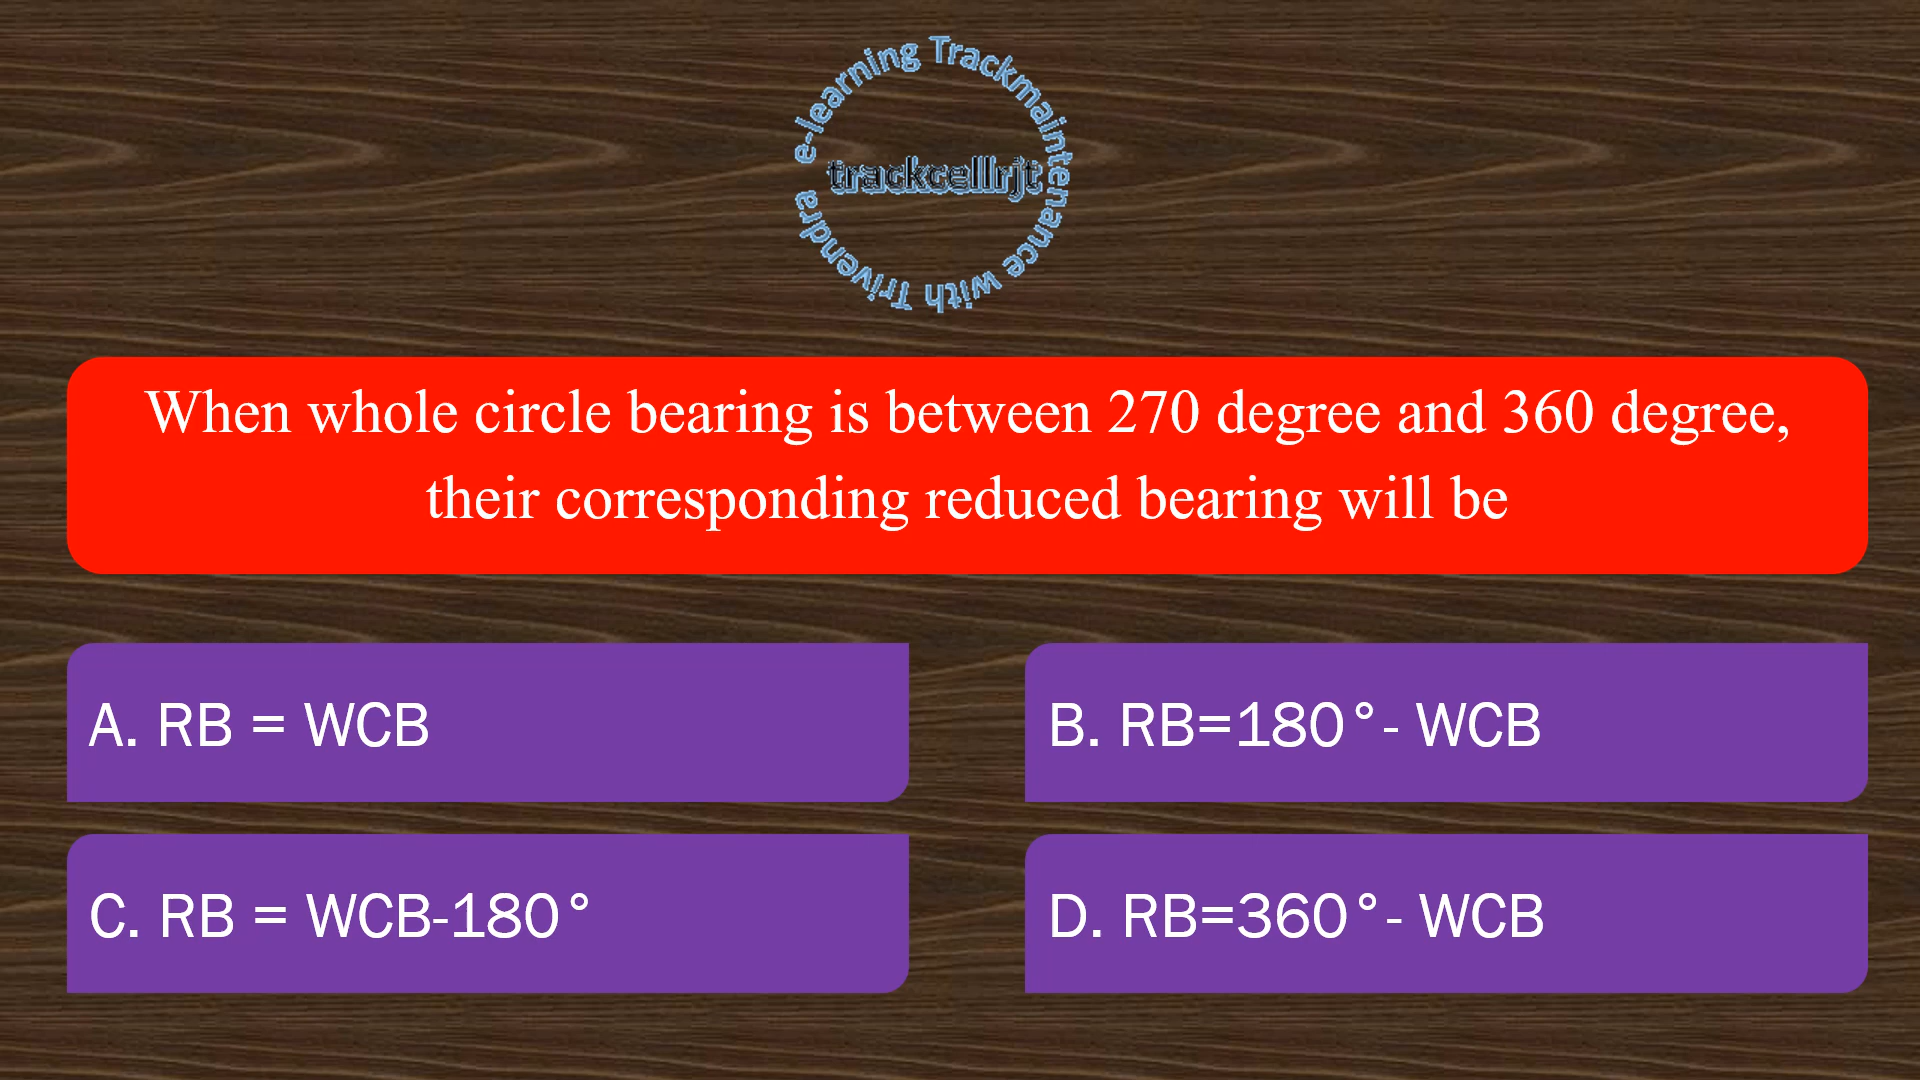 e-learning Trackmaintenance with Trivendra
trackcellrjt
When whole circle bearing is between 270 degree and 360 degree,
their corresponding reduced bearing will be
A. RB = WCB
B. RB=180°- WCB
C. RB = WCB-180°
D. RB=360°- WCB